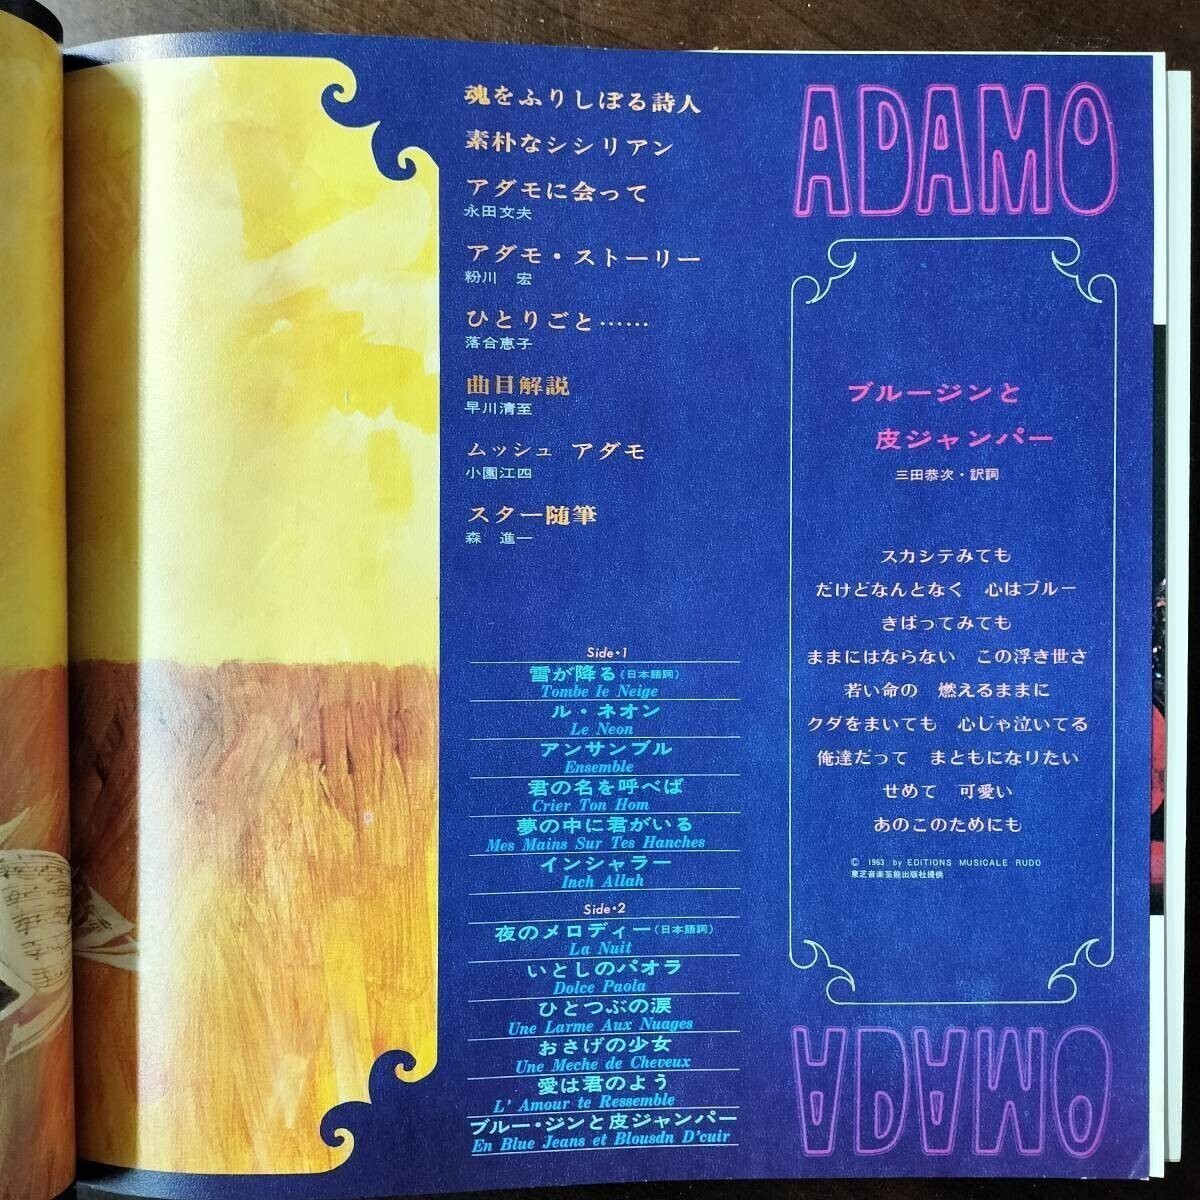 魂をふりしぼる詩人
素朴なシシリアン
アダモに会って
永田文夫
アダモ・ストーリー
粉川 宏
ひとりごと……
落合恵子
曲目解説
早川清至
ムッシュ アダモ
小園江四
スター随筆
森 進一
Side・1
雪が降る(日本語詞)
Tombe Ie Neige
ル・ネオン
Le Neon
アンサンブル
Ensemble
君の名を呼べば
Crier Ton Hom
夢の中に君がいる
Mes Mains Sur Tes Hanches
インシャラー
Inch Allah
Side・2
夜のメロディー(日本語詞)
La Nuit
いとしのパオラ
Dolce Paola
ひとつぶの涙
Une Larme Aux Nuages
おさげの少女
Une Meche de Cheveux
愛は君のよう
L' Amour te Ressemble
ブルー・ジンと皮ジャンパー
En Blue Jeans et Blousdn D'cuir
ADAMO
ブルージンと
皮ジャンパー
三田恭次・訳詞
スカシテみても
だけどなんとなく 心はブルー
きばってみても
ままにはならない この浮き世さ
若い命の 燃えるままに
クダをまいても 心じゃ泣いてる
俺達だって まともになりたい
せめて 可愛い
あのこのためにも
© 1963 by EDITIONS MUSICALE RUDO
東芝音楽芸能出版社提供
ADAMO